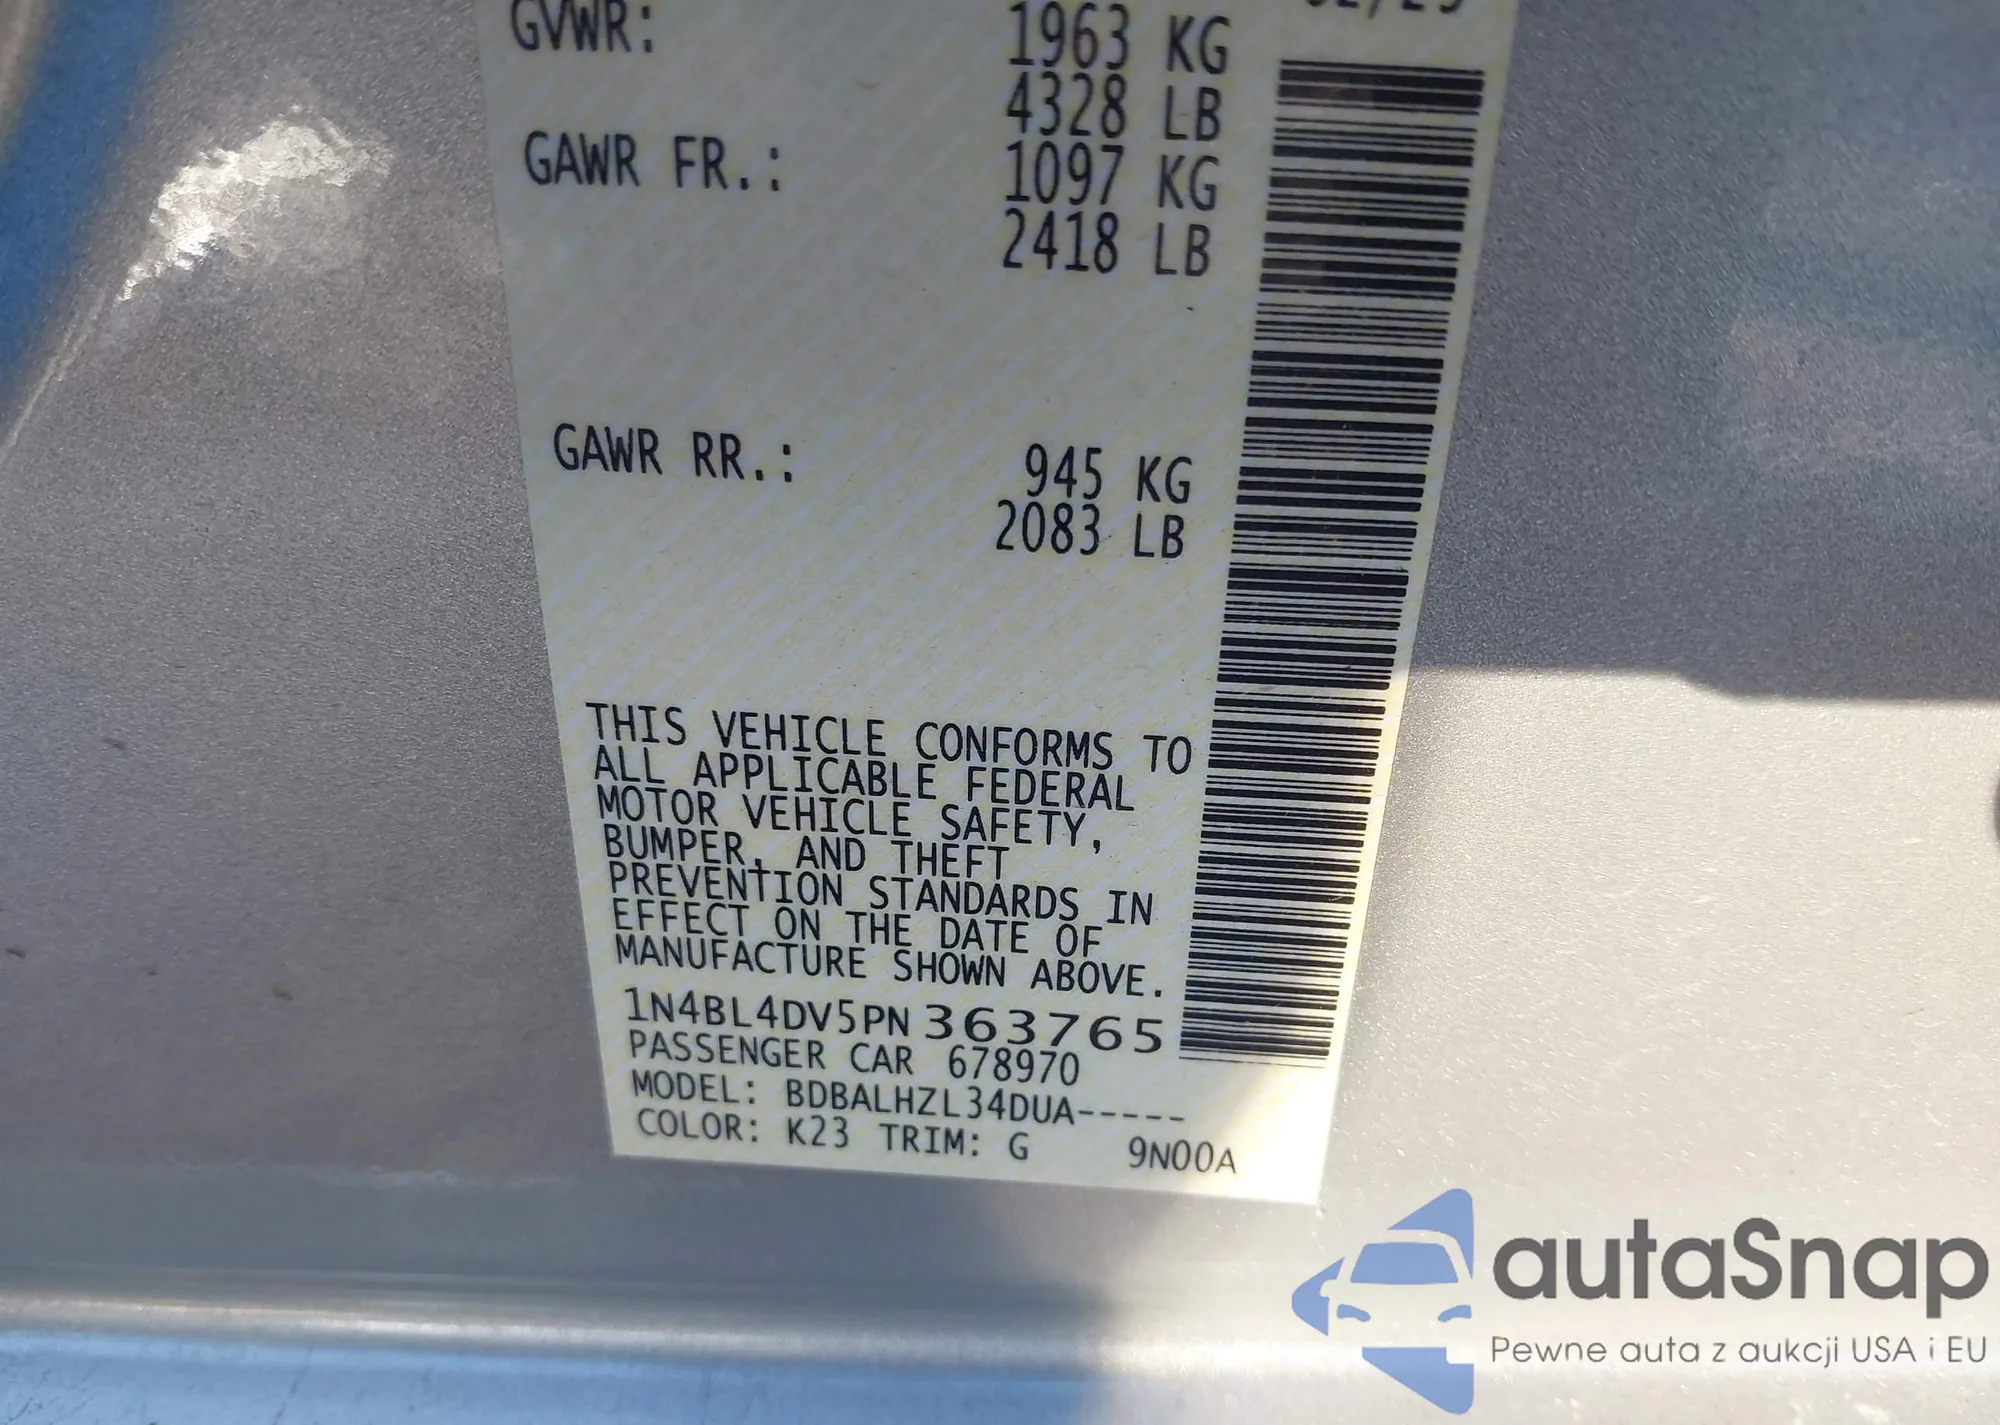 GVWR: 1963 KG
4328 LB
GAWR FR.: 1097 KG
2418 LB
GAWR RR.: 945 KG
2083 LB
THIS VEHICLE CONFORMS TO
ALL APPLICABLE FEDERAL
MOTOR VEHICLE SAFETY,
BUMPER, AND THEFT
PREVENTION STANDARDS IN
EFFECT ON THE DATE OF
MANUFACTURE SHOWN ABOVE.
1N4BL4DV5PN363765
PASSENGER CAR 678970
MODEL: BDBALHZL34DUA-----
COLOR: K23 TRIM: G 9N00A
autaSnap
Pewne auta z aukcji USA i EU